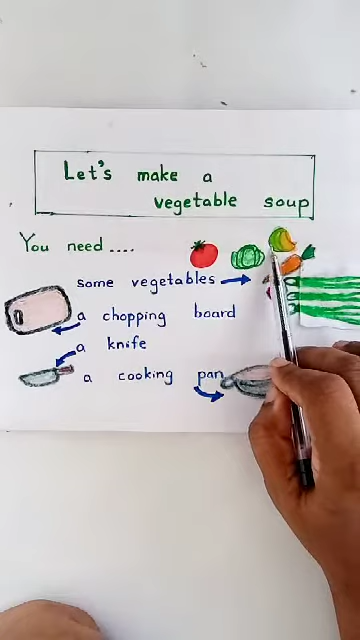 Let's make a
vegetable soup
You need ....
some vegetables
a chopping board
a knife
a cooking pan